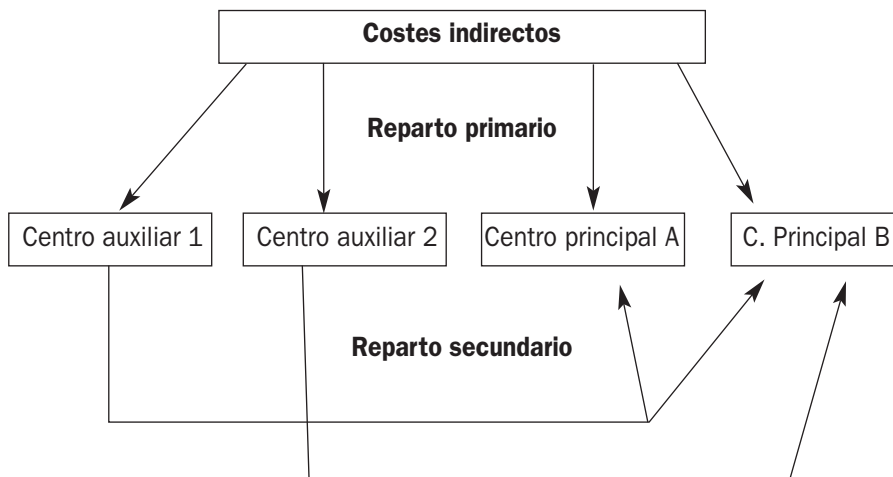 Costes indirectos
Reparto primario
Centro auxiliar 1
Centro auxiliar 2
Centro principal A
C. Principal B
Reparto secundario